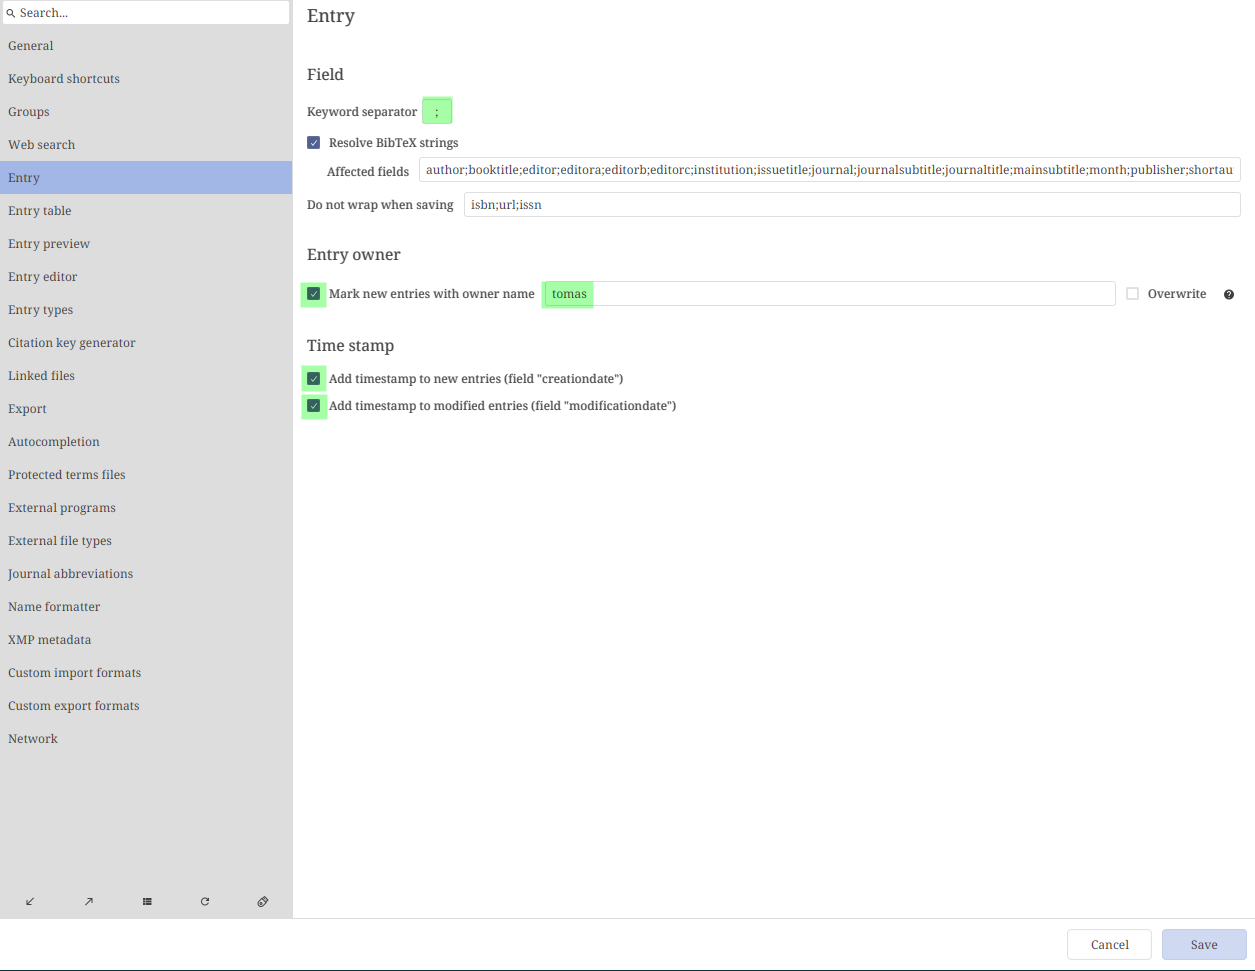 Search...
General
Keyboard shortcuts
Groups
Web search
Entry
Entry table
Entry preview
Entry editor
Entry types
Citation key generator
Linked files
Export
Autocompletion
Protected terms files
External programs
External file types
Journal abbreviations
Name formatter
XMP metadata
Custom import formats
Custom export formats
Network
Entry
Field
Keyword separator ;
Resolve BibTeX strings
Affected fields author;booktitle;editor;editora;editorb;editorc;institution;issuetitle;journal;journalsubtitle;journaltitle;mainsubtitle;month;publisher;shortau
Do not wrap when saving isbn;url;issn
Entry owner
Mark new entries with owner name tomas Overwrite
Time stamp
Add timestamp to new entries (field "creationdate")
Add timestamp to modified entries (field "modificationdate")
Cancel Save